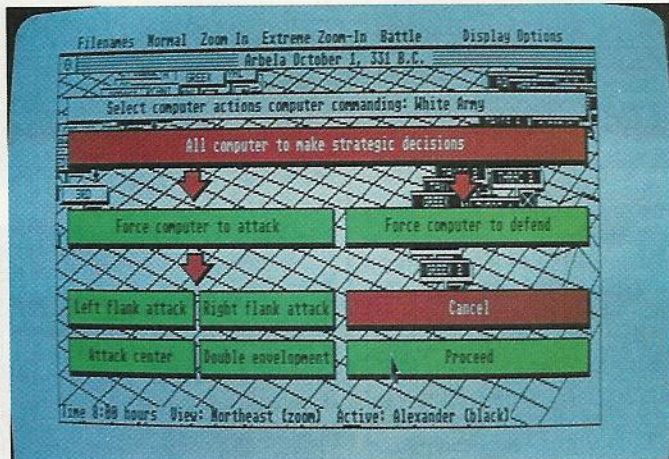 Filenames Normal Zoom In Extreme Zoom-In Battle Display Options
Arbela October 1, 331 B.C.
GREEK
Select computer actions computer commanding: White Army
All computer to make strategic decisions
3RD
Force computer to attack Force computer to defend
GREEK 2
Left flank attack Right flank attack Cancel
Attack center Double envelopment Proceed
Time 8:00 hours View: Northeast (zoom) Active: Alexander (black)